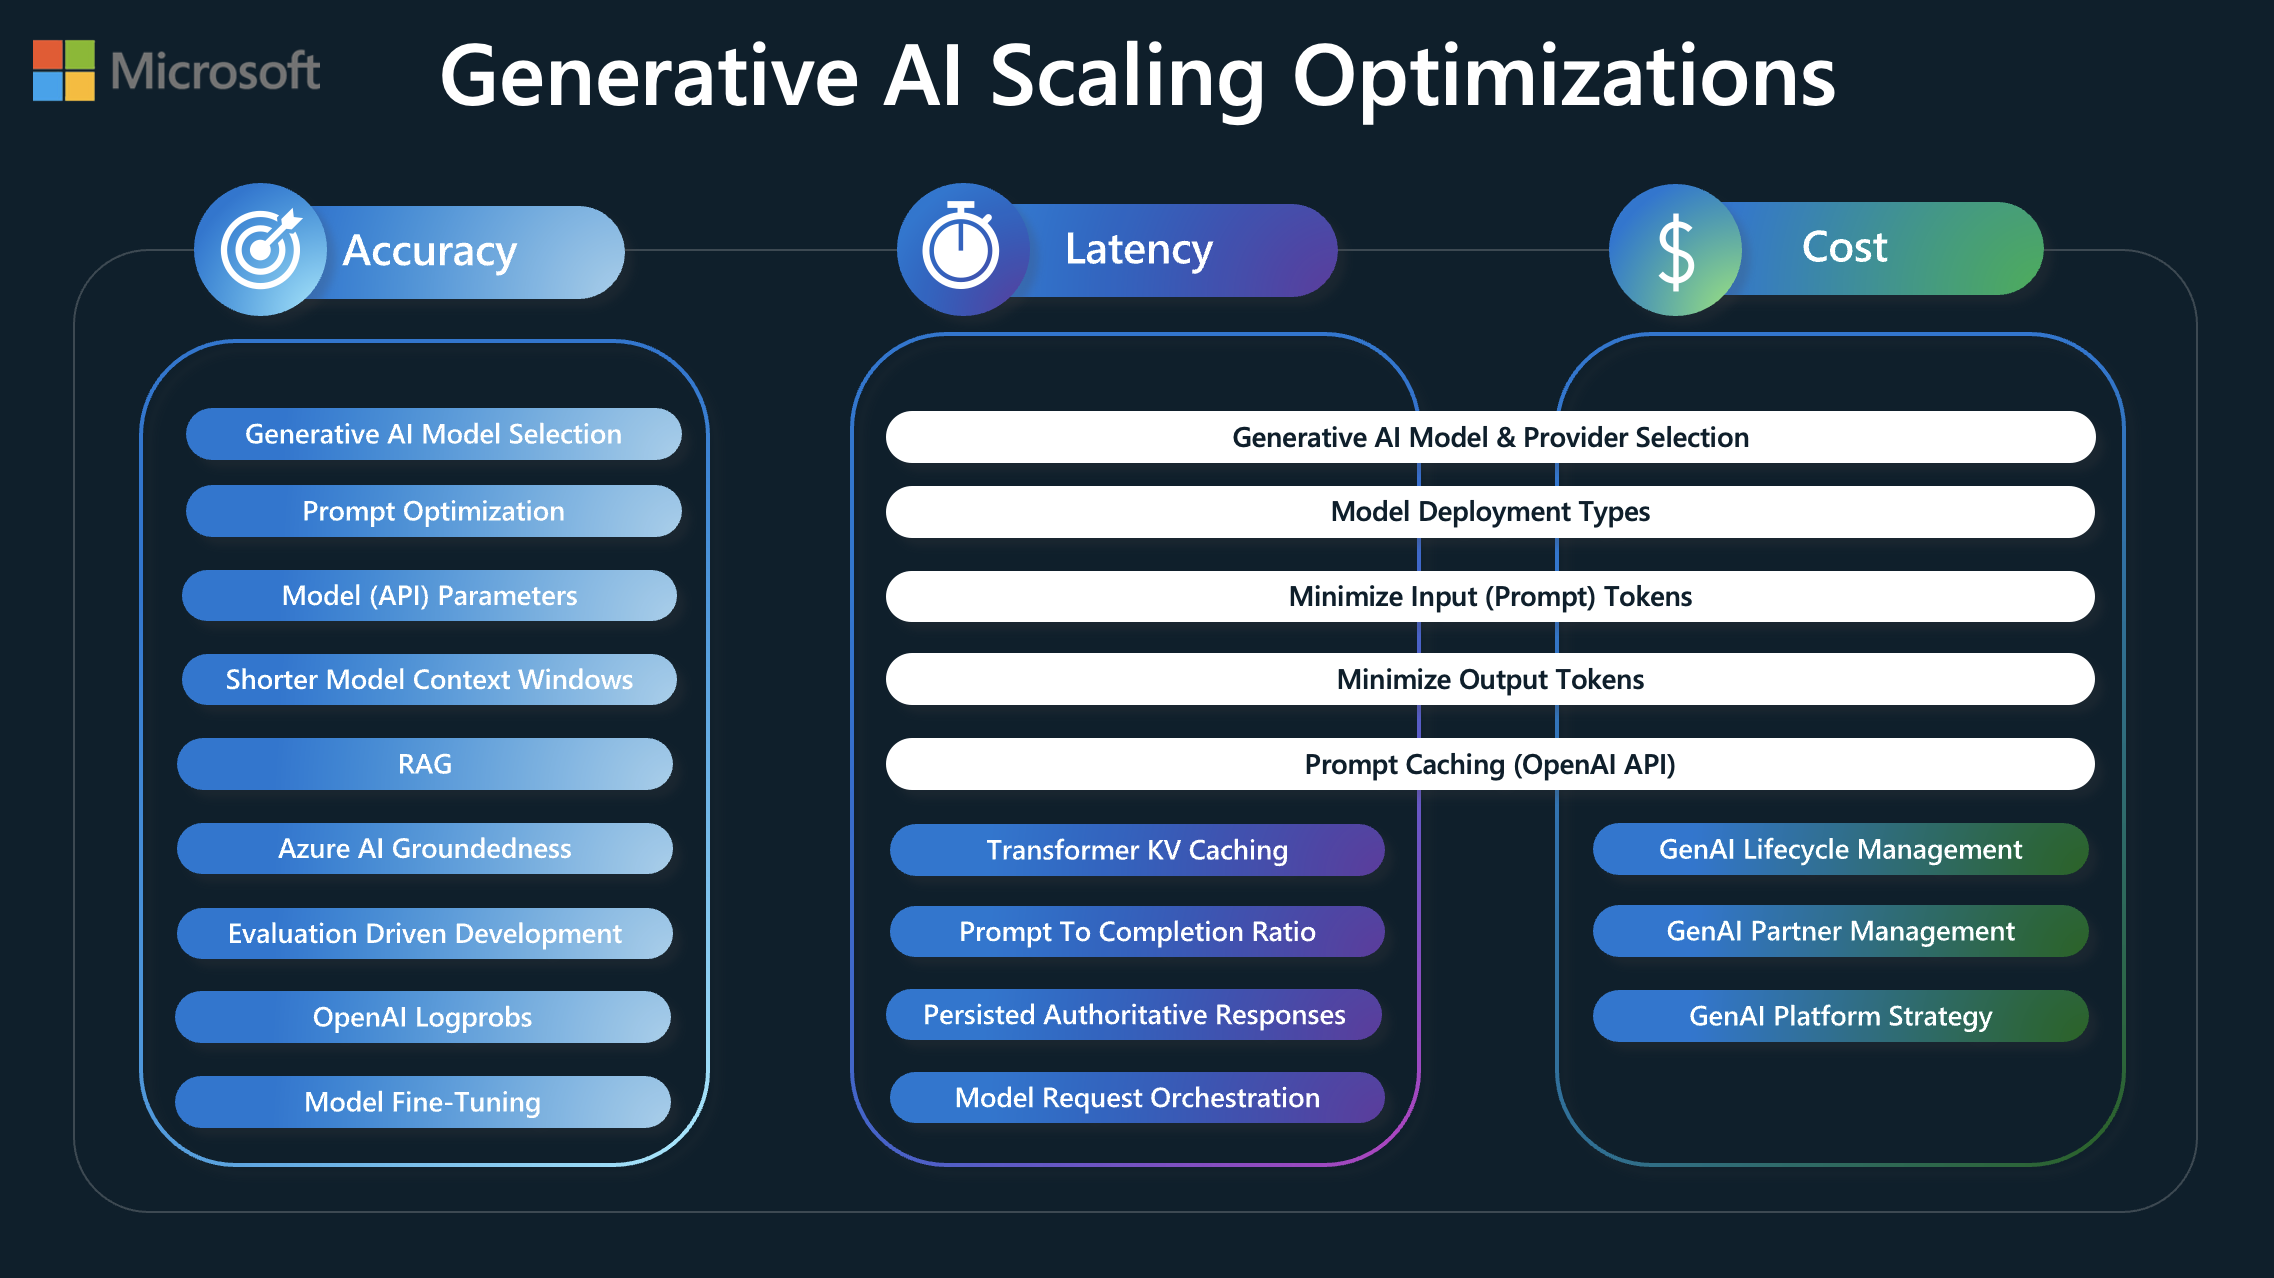 Microsoft
Generative AI Scaling Optimizations
Accuracy
Generative AI Model Selection
Prompt Optimization
Model (API) Parameters
Shorter Model Context Windows
RAG
Azure AI Groundedness
Evaluation Driven Development
OpenAI Logprobs
Model Fine-Tuning
Latency
Cost
Generative AI Model & Provider Selection
Model Deployment Types
Minimize Input (Prompt) Tokens
Minimize Output Tokens
Prompt Caching (OpenAI API)
Transformer KV Caching
Prompt To Completion Ratio
Persisted Authoritative Responses
Model Request Orchestration
GenAI Lifecycle Management
GenAI Partner Management
GenAI Platform Strategy